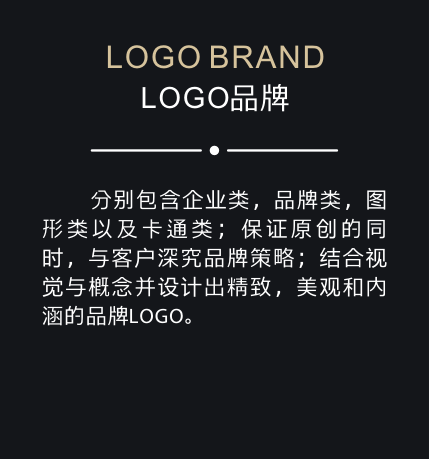 LOGO BRAND
LOGO品牌
分别包含企业类，品牌类，图
形类以及卡通类；保证原创的同
时，与客户深究品牌策略；结合视
觉与概念并设计出精致，美观和内
涵的品牌LOGO。